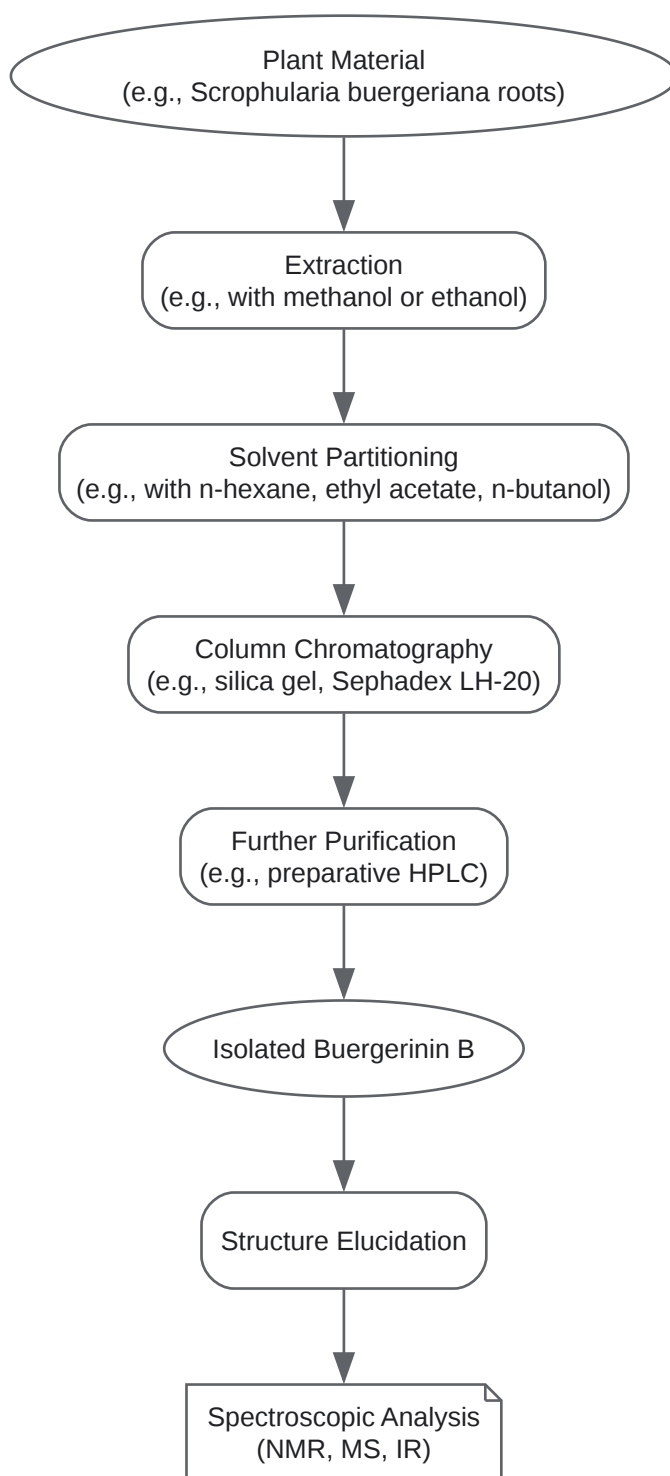 Plant Material
(e.g., Scrophularia buergeriana roots)
Extraction
(e.g., with methanol or ethanol)
Solvent Partitioning
(e.g., with n-hexane, ethyl acetate, n-butanol)
Column Chromatography
(e.g., silica gel, Sephadex LH-20)
Further Purification
(e.g., preparative HPLC)
Isolated Buergerinin B
Structure Elucidation
Spectroscopic Analysis
(NMR, MS, IR)